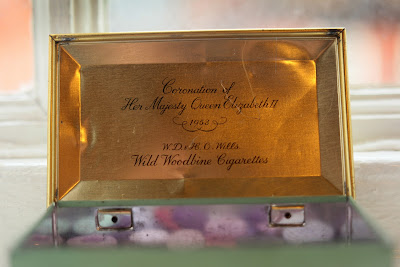 Coronation of
Her Majesty Queen Elizabeth II
1953
W.D. & H.O. Wills.
Wild Woodbine Cigarettes